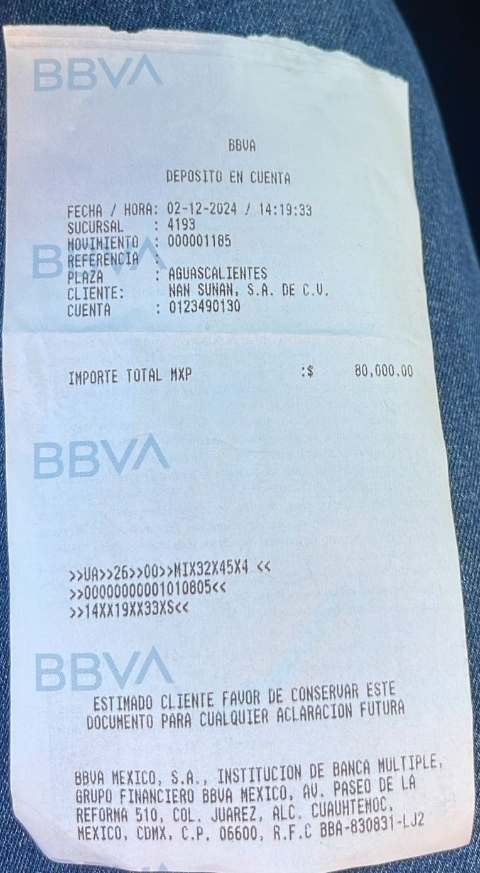 BBVA
BBVA
DEPOSITO EN CUENTA
FECHA / HORA: 02-12-2024 / 14:19:33
SUCURSAL : 4193
MOVIMIENTO : 000001185
BBVA
REFERENCIA :
PLAZA : AGUASCALIENTES
CLIENTE: NAN SUNAN, S.A. DE C.V.
CUENTA : 0123490130
IMPORTE TOTAL MXP :$ 80,000.00
BBVA
>>UA>>26>>00>>MIX32X45X4 <<
>>00000000001010805<<
>>14XX19XX33XS<<
BBVA
ESTIMADO CLIENTE FAVOR DE CONSERVAR ESTE
DOCUMENTO PARA CUALQUIER ACLARACION FUTURA
BBVA MEXICO, S.A., INSTITUCION DE BANCA MULTIPLE,
GRUPO FINANCIERO BBVA MEXICO, AV. PASEO DE LA
REFORMA 510, COL. JUAREZ, ALC. CUAUHTEMOC,
MEXICO, CDMX, C.P. 06600, R.F.C BBA-830831-LJ2